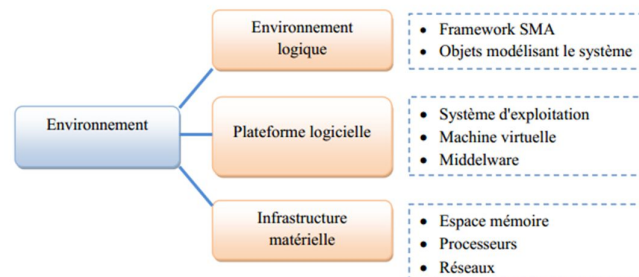 Environnement
Environnement
logique
• Framework SMA
• Objets modélisant le système
Plateforme logicielle
• Système d'exploitation
• Machine virtuelle
• Middelware
Infrastructure
matérielle
• Espace mémoire
• Processeurs
• Réseaux